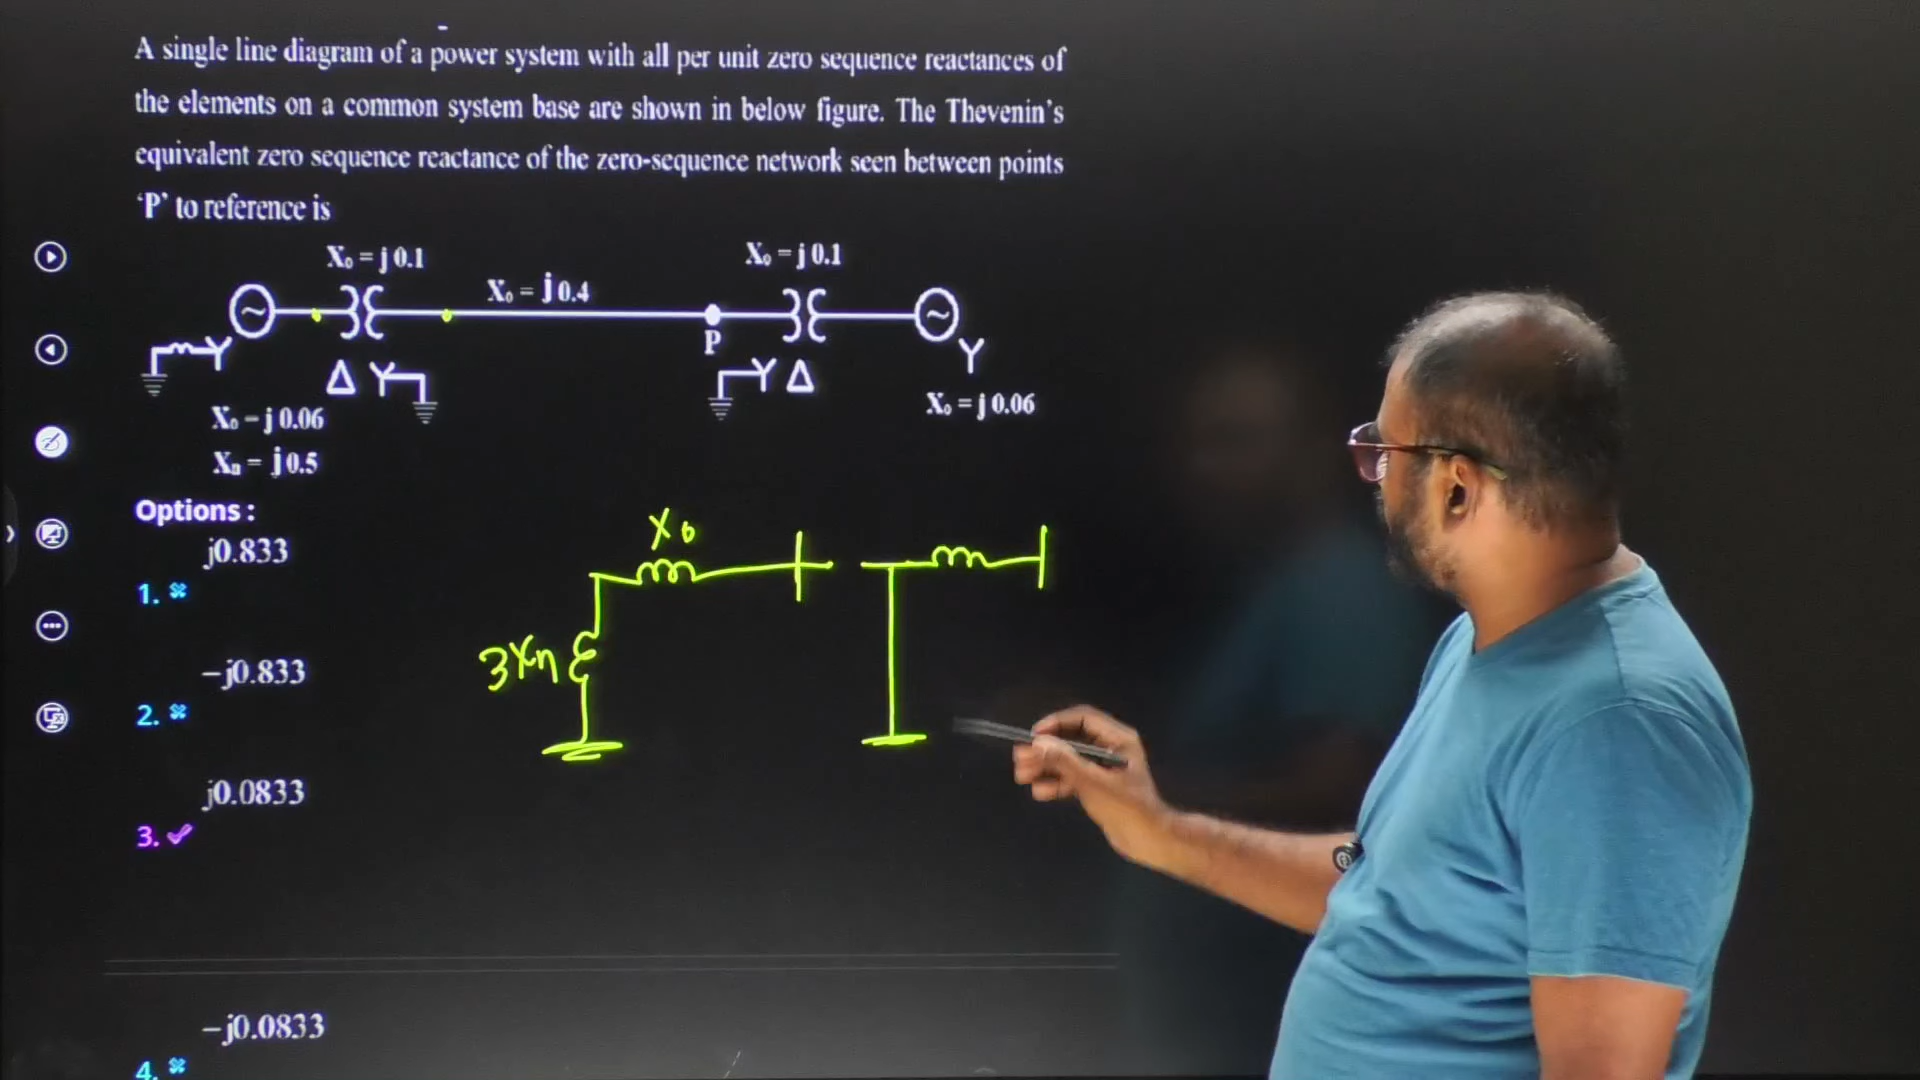 A single line diagram of a power system with all per unit zero sequence reactances of
the elements on a common system base are shown in below figure. The Thevenin's
equivalent zero sequence reactance of the zero-sequence network seen between points
'P' to reference is
X₀ = j 0.1
X₀ = j 0.4
X₀ = j 0.1
P
Y
Δ Y
Y Δ
Y
X₀ = j 0.06
Xₙ = j 0.5
X₀ = j 0.06
Options :
j0.833
1.
−j0.833
2.
j0.0833
3. ✓
−j0.0833
4.
X₀
3Xn